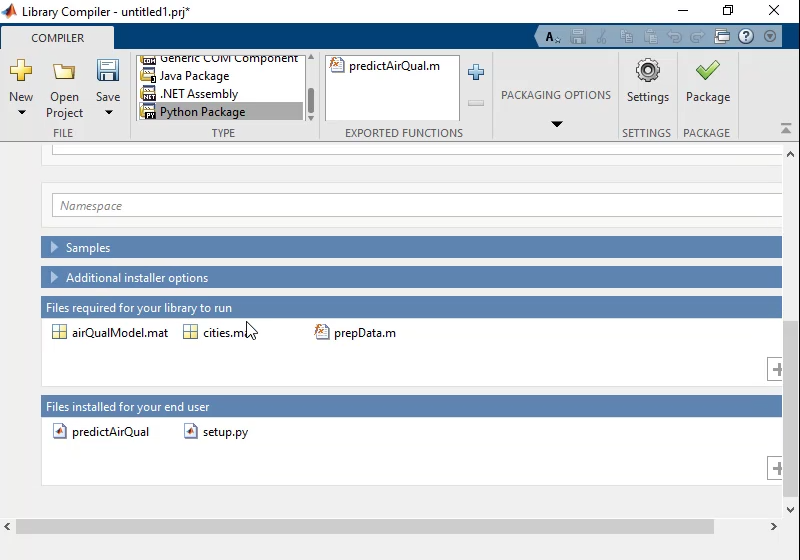 Library Compiler - untitled1.prj*
COMPILER
New
Open Project
Save
FILE
Generic COM Component
Java Package
.NET Assembly
Python Package
TYPE
predictAirQual.m
EXPORTED FUNCTIONS
PACKAGING OPTIONS
Settings
SETTINGS
Package
PACKAGE
Namespace
Samples
Additional installer options
Files required for your library to run
airQualModel.mat
prepData.m
Files installed for your end user
predictAirQual
setup.py